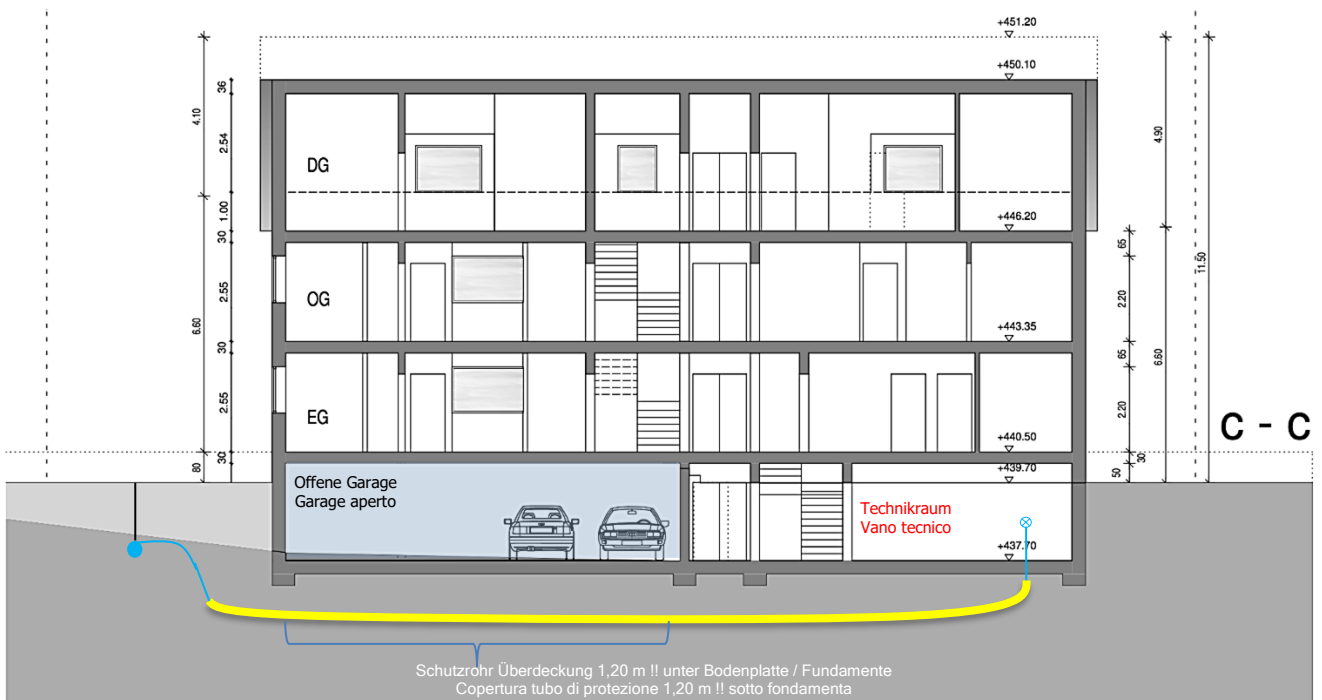 +451.20
+450.10
36
4.10
2.54
DG
4.90
1.00
+446.20
30
65
11.50
OG
2.55
2.20
6.60
+443.35
30
65
6.60
2.55
2.20
EG
C - C
+440.50
30
30
80
+439.70
50
Offene Garage
Garage aperto
Technikraum
Vano tecnico
+437.70
Schutzrohr Überdeckung 1,20 m !! unter Bodenplatte / Fundamente
Copertura tubo di protezione 1,20 m !! sotto fondamenta